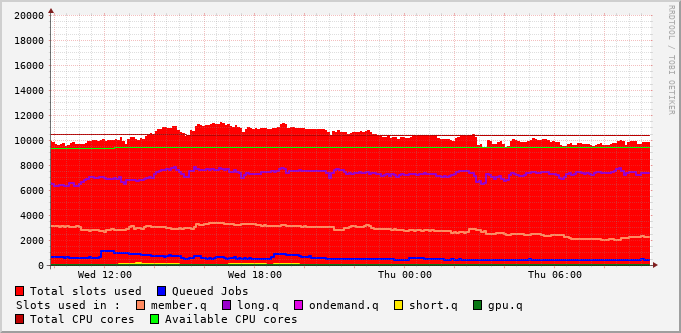 20000
18000
16000
14000
12000
10000
8000
6000
4000
2000
0
Wed 12:00 Wed 18:00 Thu 00:00 Thu 06:00
RRDTOOL / TOBI OETIKER
Total slots used Queued Jobs
Slots used in : member.q long.q ondemand.q short.q gpu.q
Total CPU cores Available CPU cores